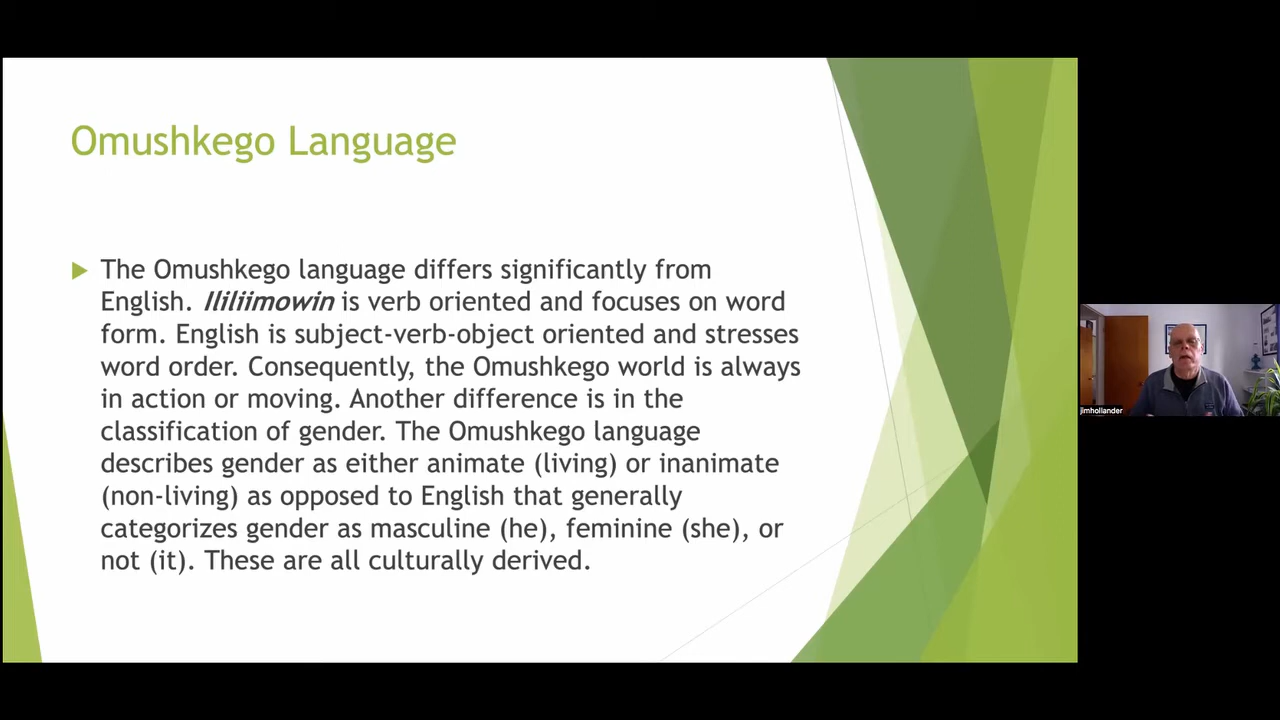 Omushkego Language
The Omushkego language differs significantly from
English. Ililiimowin is verb oriented and focuses on word
form. English is subject-verb-object oriented and stresses
word order. Consequently, the Omushkego world is always
in action or moving. Another difference is in the
classification of gender. The Omushkego language
describes gender as either animate (living) or inanimate
(non-living) as opposed to English that generally
categorizes gender as masculine (he), feminine (she), or
not (it). These are all culturally derived.
jimhollander